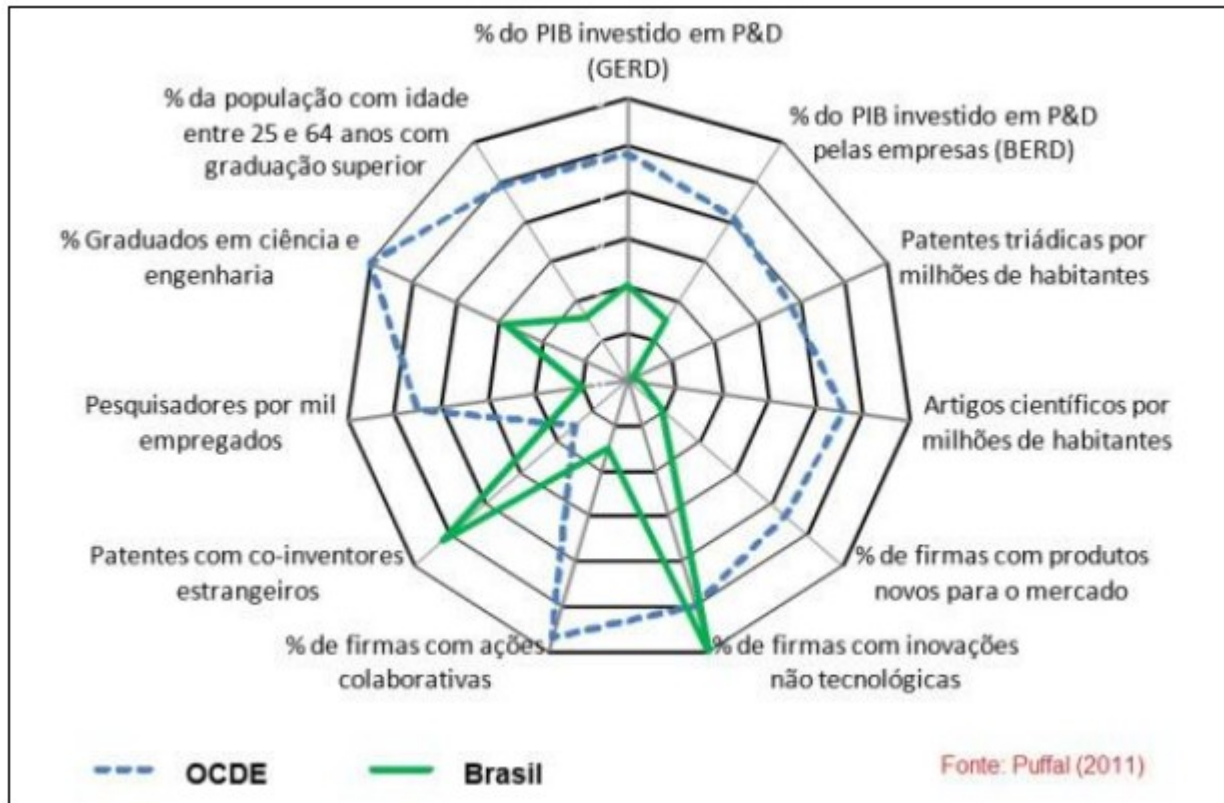 % do PIB investido em P&D
(GERD)
% do PIB investido em P&D
pelas empresas (BERD)
Patentes triádicas por
milhões de habitantes
Artigos científicos por
milhões de habitantes
% de firmas com produtos
novos para o mercado
% de firmas com inovações
não tecnológicas
% de firmas com ações
colaborativas
Patentes com co-inventores
estrangeiros
Pesquisadores por mil
empregados
% Graduados em ciência e
engenharia
% da população com idade
entre 25 e 64 anos com
graduação superior
OCDE
Brasil
Fonte: Puffal (2011)